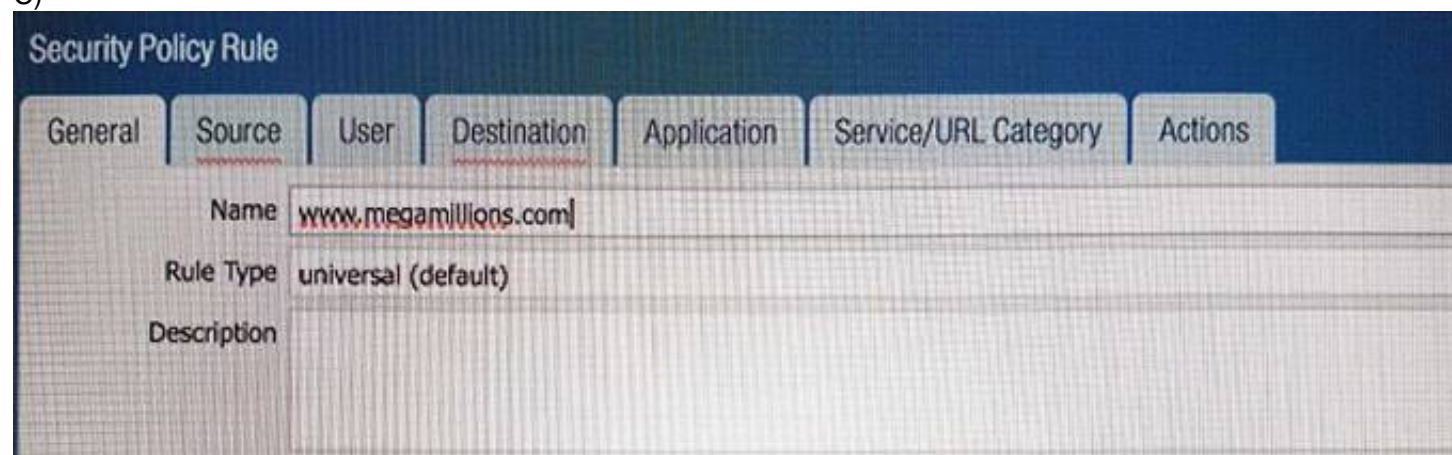 Security Policy Rule
General Source User Destination Application Service/URL Category Actions
Name www.megamillions.com
Rule Type universal (default)
Description